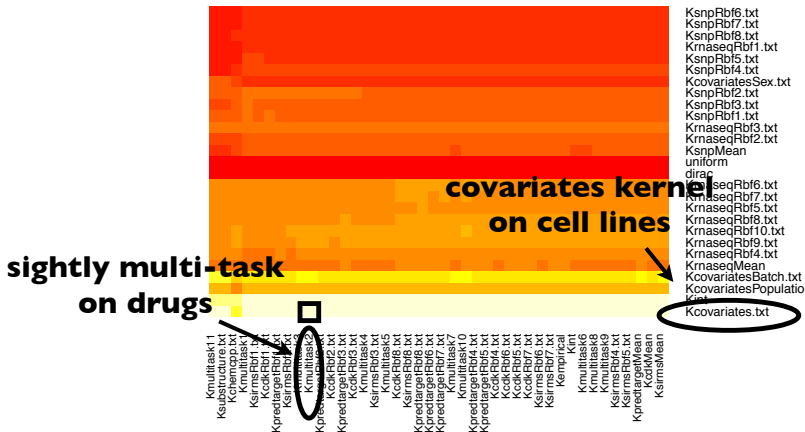 KsnpRbf6.txt
KsnpRbf7.txt
KsnpRbf8.txt
KrnaseqRbf1.txt
KsnpRbf5.txt
KsnpRbf4.txt
KcovariatesSex.txt
KsnpRbf2.txt
KsnpRbf3.txt
KsnpRbf1.txt
KrnaseqRbf3.txt
KrnaseqRbf2.txt
KsnpMean
uniform
dirac
KrnaseqRbf6.txt
KrnaseqRbf7.txt
KrnaseqRbf5.txt
KrnaseqRbf8.txt
KrnaseqRbf10.txt
KrnaseqRbf9.txt
KrnaseqRbf4.txt
KrnaseqMean
KcovariatesBatch.txt
KcovariatesPopulatio
Kint
Kcovariates.txt
covariates kernel
on cell lines
sightly multi-task
on drugs
Kmultitask11
Ksubstructure.txt
Kchemcpp.txt
Kmultitask1
KsirmsRbf1.txt
KcdkRbf1.txt
Kmultitask2
KcdkRbf2.txt
KpredtargetRbf3.txt
KcdkRbf3.txt
Kmultitask4
KsirmsRbf3.txt
Kmultitask5
KcdkRbf8.txt
KsirmsRbf8.txt
KpredtargetRbf8.txt
KpredtargetRbf6.txt
KpredtargetRbf7.txt
Kmultitask7
Kmultitask10
KpredtargetRbf4.txt
KpredtargetRbf5.txt
KcdkRbf4.txt
KcdkRbf6.txt
KcdkRbf5.txt
KcdkRbf7.txt
KsirmsRbf6.txt
KsirmsRbf7.txt
Kempirical
Kint
Kmultitask6
Kmultitask8
Kmultitask9
KsirmsRbf4.txt
KsirmsRbf5.txt
KpredtargetMean
KcdkMean
KsirmsMean